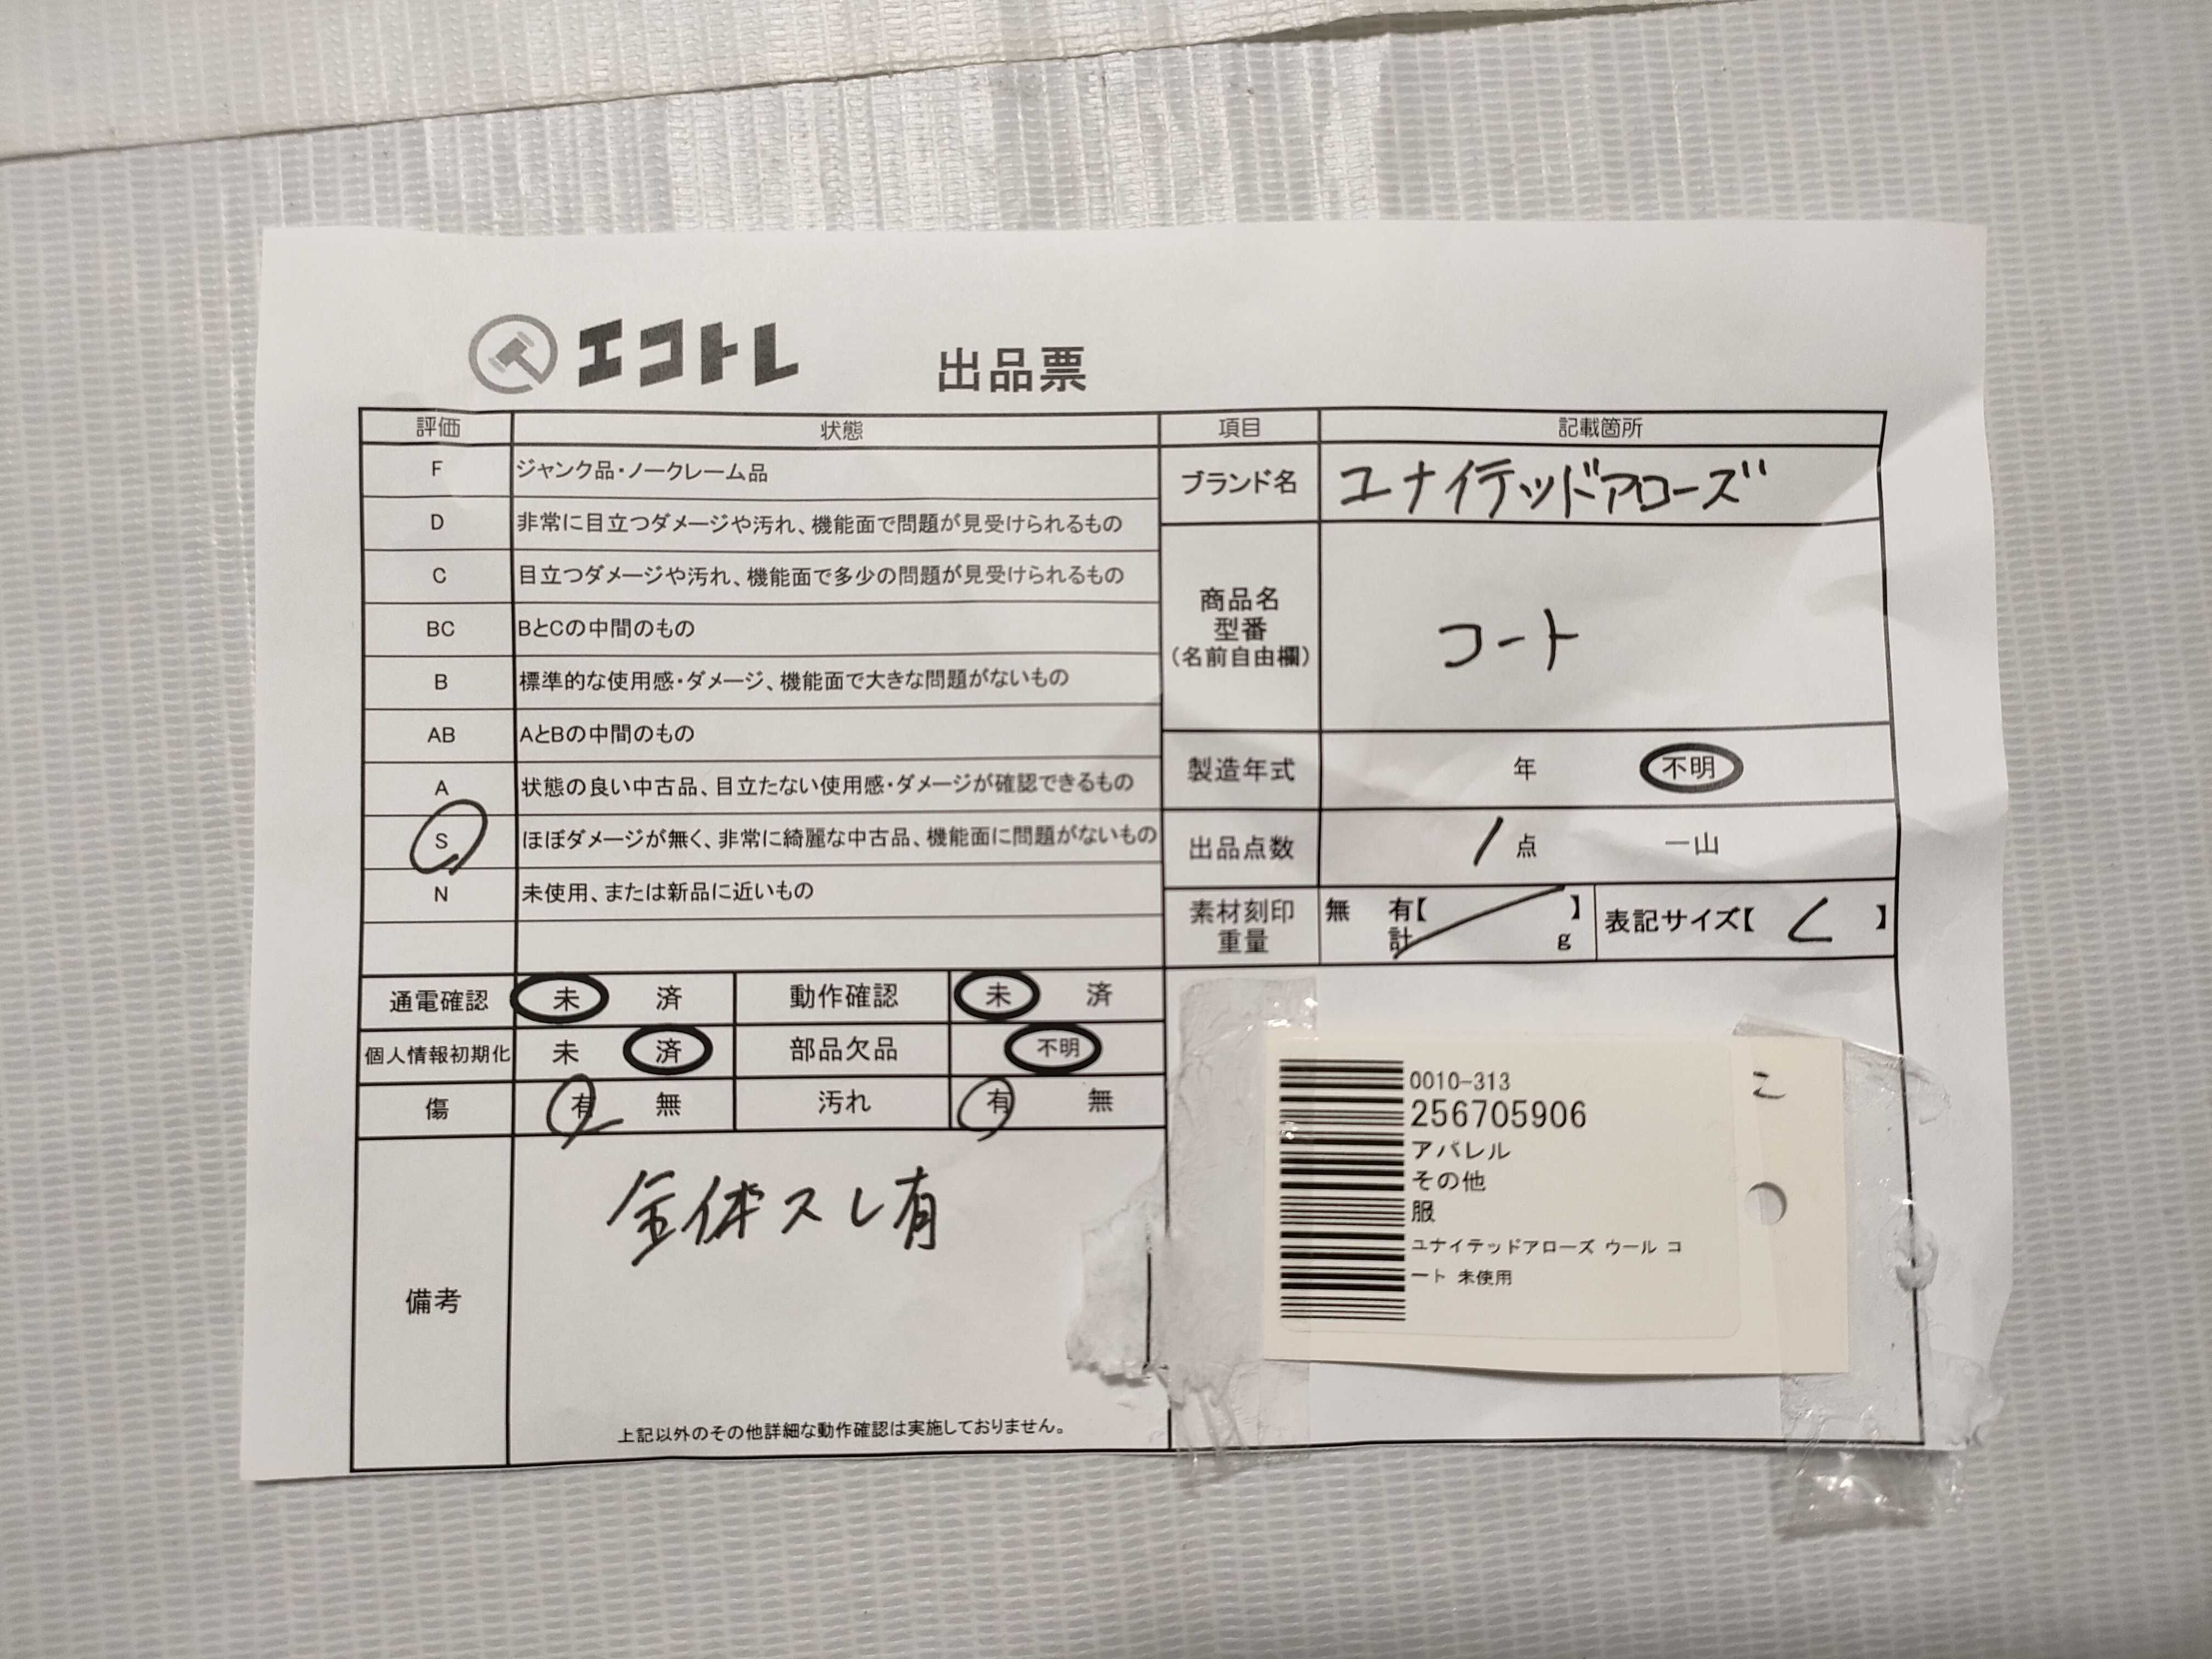 エコトレ 出品票
評価 状態
F ジャンク品・ノークレーム品
D 非常に目立つダメージや汚れ、機能面で問題が見受けられるもの
C 目立つダメージや汚れ、機能面で多少の問題が見受けられるもの
BC BとCの中間のもの
B 標準的な使用感・ダメージ、機能面で大きな問題がないもの
AB AとBの中間のもの
A 状態の良い中古品、目立たない使用感・ダメージが確認できるもの
S ほぼダメージが無く、非常に綺麗な中古品、機能面に問題がないもの
N 未使用、または新品に近いもの
通電確認 未 済 動作確認 未 済
個人情報初期化 未 済 部品欠品 不明
傷 有 無 汚れ 有 無
備考
全体スレ有
上記以外のその他詳細な動作確認は実施しておりません。
項目 記載箇所
ブランド名 ユナイテッドアローズ
商品名
型番
(名前自由欄)
コート
製造年式 年 不明
出品点数 1点 一山
素材刻印 無 有【 】
重量 計 g
表記サイズ【 L 】
0010-313
256705906
アパレル
その他
服
ユナイテッドアローズ ウール コ
ート 未使用